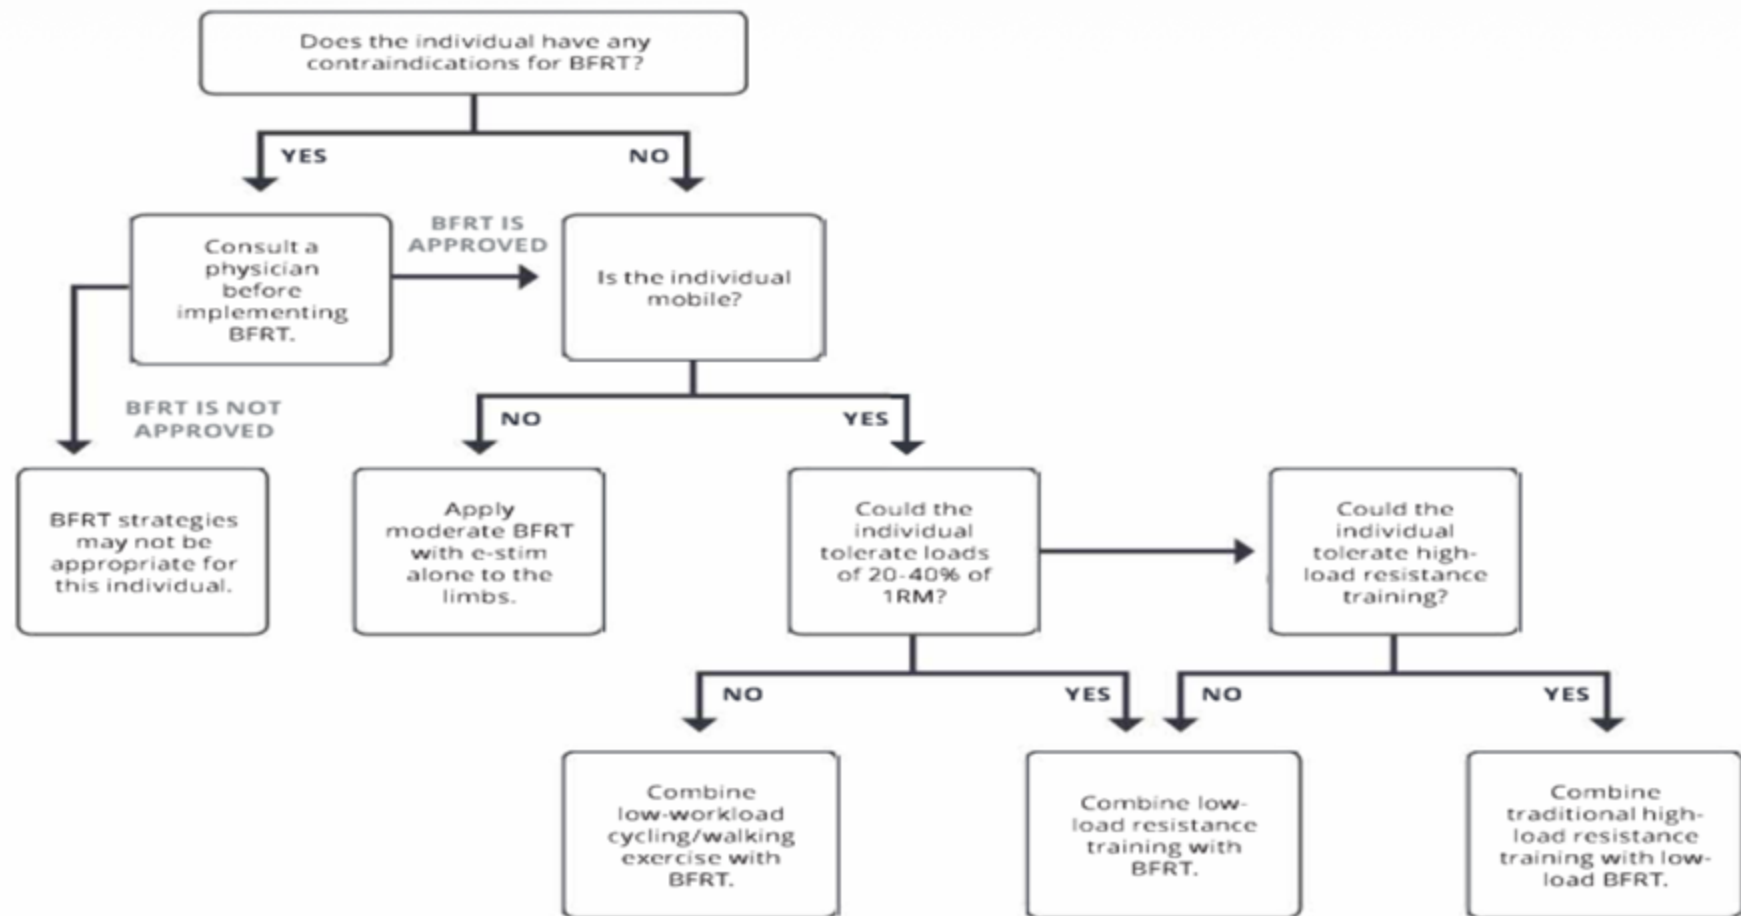 Does the individual have any
contraindications for BFRT?
YES
NO
Consult a
physician
before
implementing
BFRT.
BFRT IS
APPROVED
Is the individual
mobile?
BFRT IS NOT
APPROVED
NO
YES
BFRT strategies
may not be
appropriate for
this individual.
Apply
moderate BFRT
with e-stim
alone to the
limbs.
Could the
individual
tolerate loads
of 20-40% of
1RM?
Could the
individual
tolerate high-
load resistance
training?
NO
YES
NO
YES
Combine
low-workload
cycling/walking
exercise with
BFRT.
Combine low-
load resistance
training with
BFRT.
Combine
traditional high-
load resistance
training with low-
load BFRT.